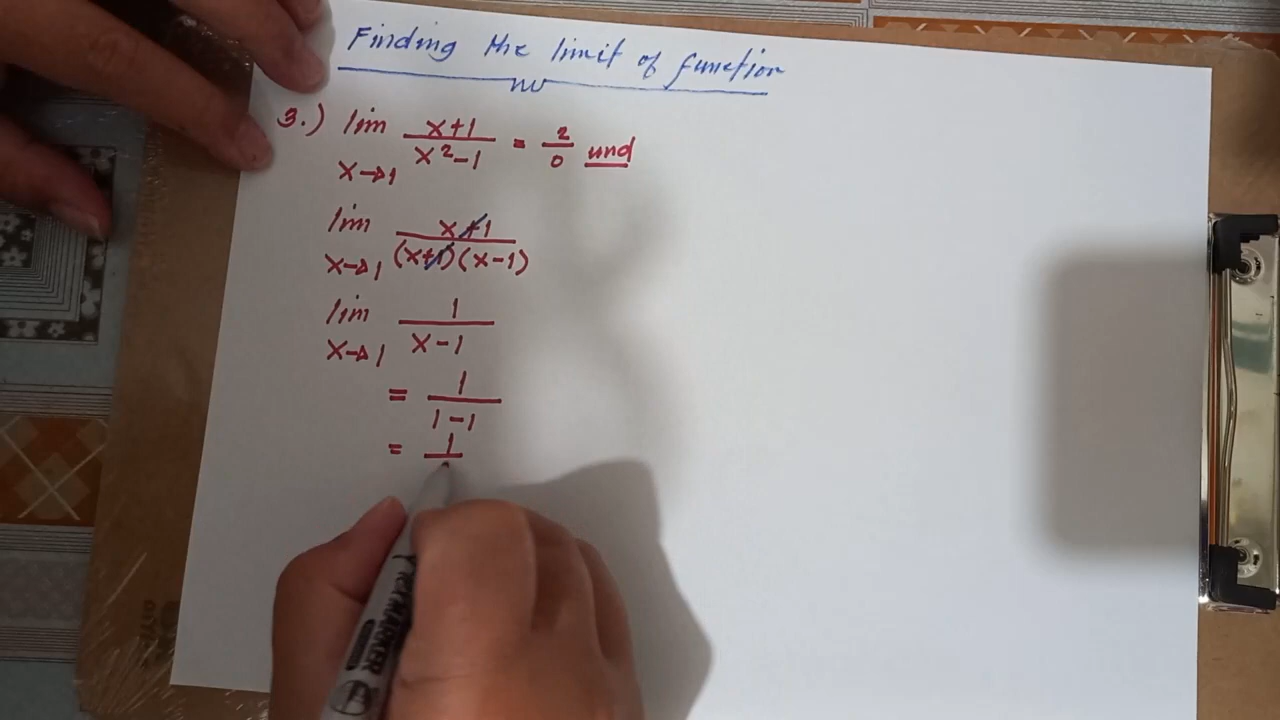 Finding the limit of function
3.) lim x+1 / x²-1 = 2/0 und
x→1
lim x+1 / (x+1)(x-1)
x→1
lim 1 / x-1
x→1
= 1 / 1-1
= 1
MARKER